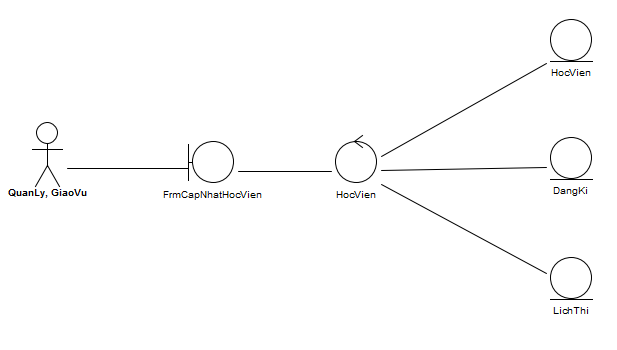 HocVien
QuanLy, GiaoVu
FrmCapNhatHocVien
HocVien
DangKi
LichThi